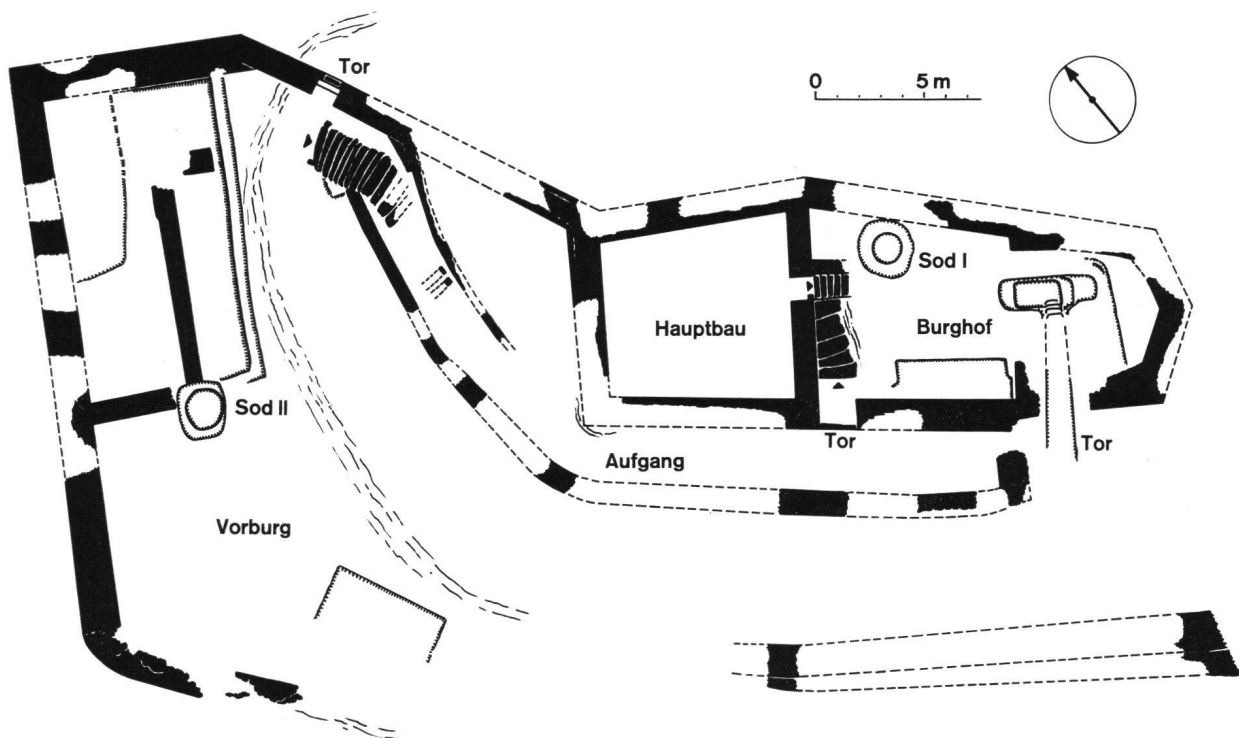 Tor
0 5 m
Sod I
Hauptbau
Burghof
Sod II
Tor
Tor
Aufgang
Vorburg